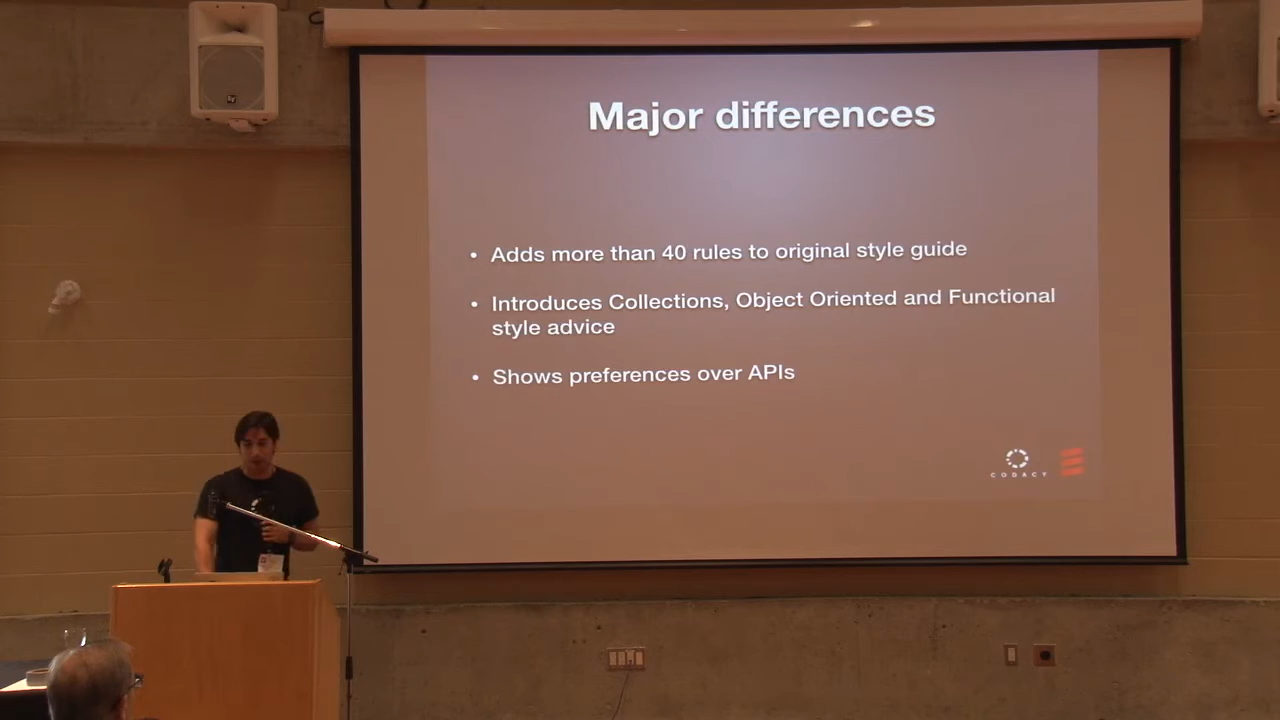 Major differences
• Adds more than 40 rules to original style guide
• Introduces Collections, Object Oriented and Functional
style advice
• Shows preferences over APIs
CODACY